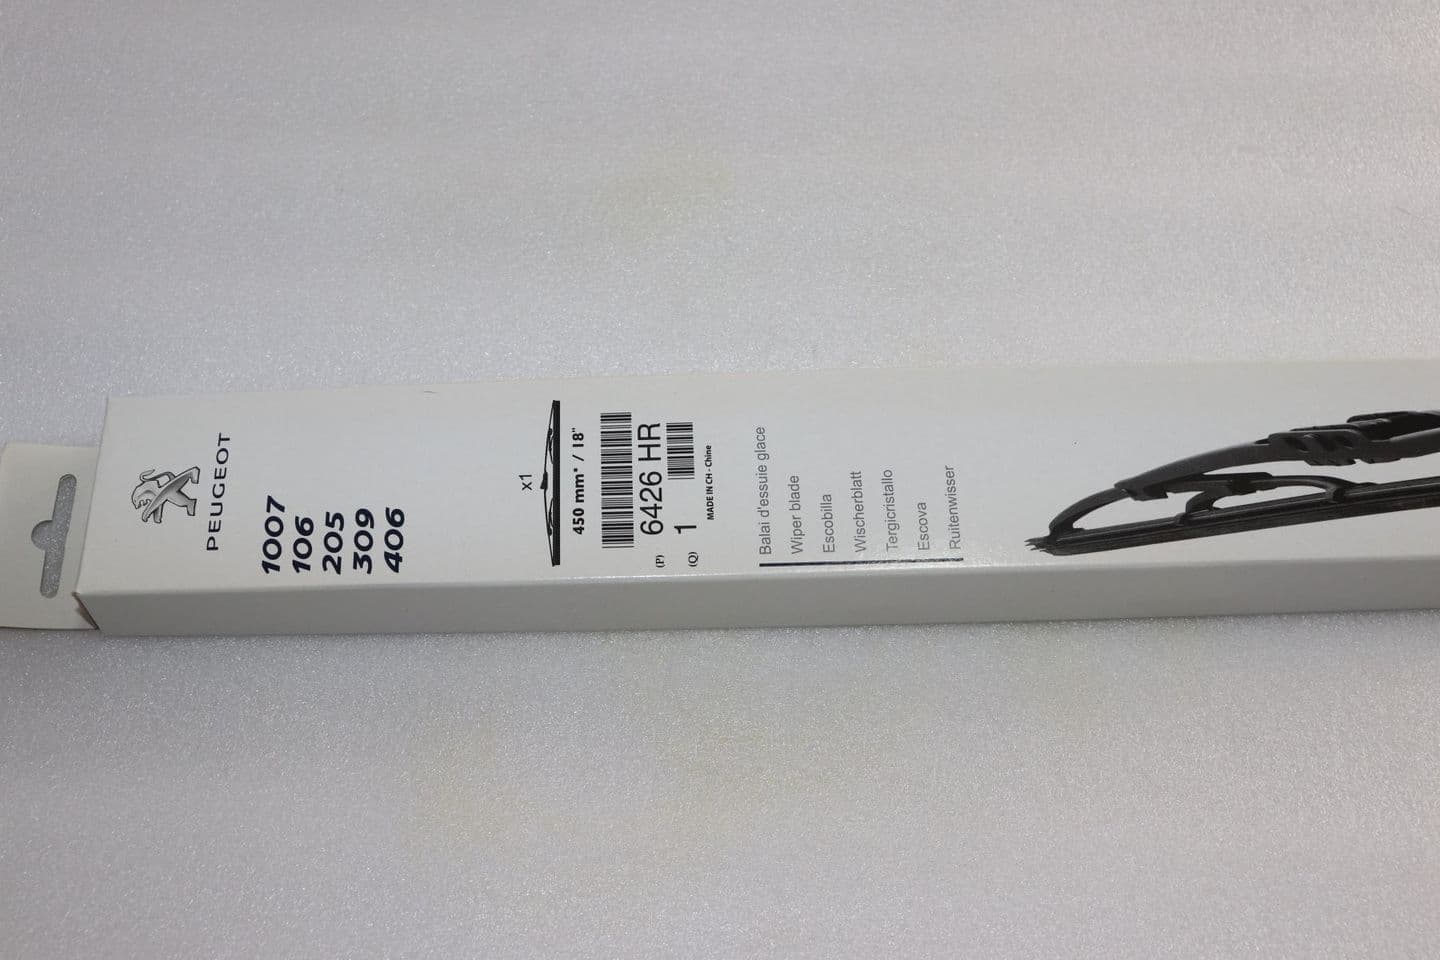 PEUGEOT
1007
106
205
309
406
x1
450 mm* / 18"
(P) 6426 HR
(Q) 1
MADE IN CH - Chine
Balai d'essuie glace
Wiper blade
Escobilla
Wischerblatt
Tergicristallo
Escova
Ruitenwisser